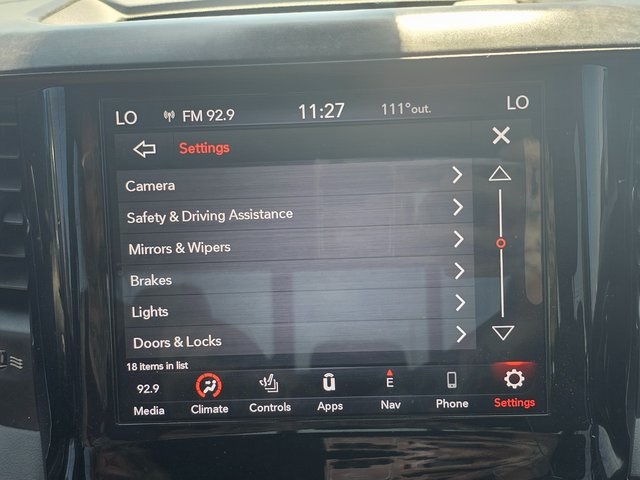 LO FM 92.9 11:27 111°out. LO
Settings
Camera
Safety & Driving Assistance
Mirrors & Wipers
Brakes
Lights
Doors & Locks
18 items in list
92.9 E
Media Climate Controls Apps Nav Phone Settings